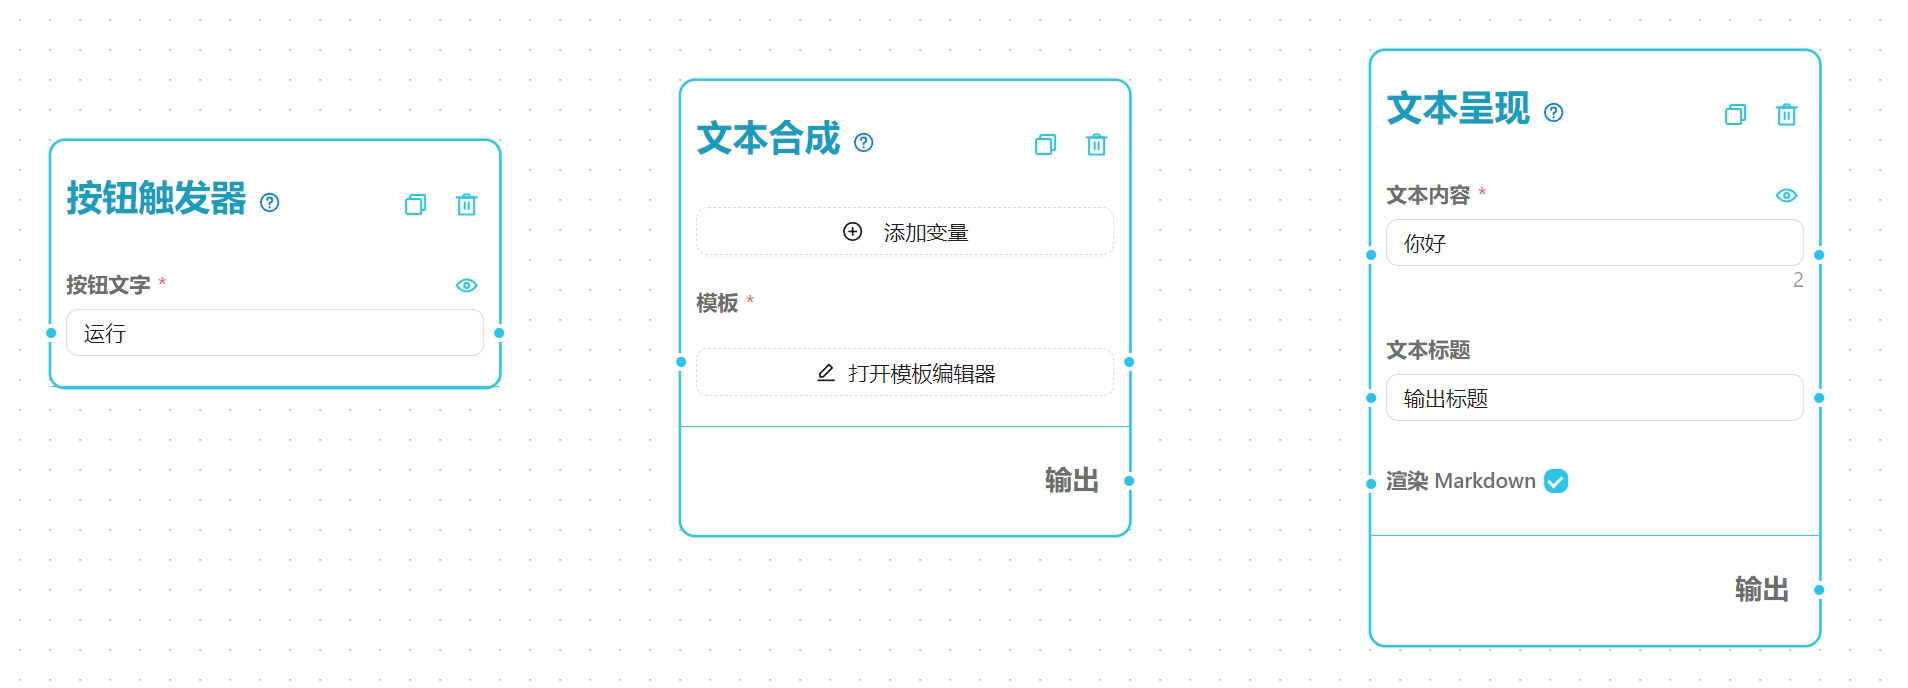 按钮触发器
按钮文字 *
运行
文本合成
添加变量
模板 *
打开模板编辑器
输出
文本呈现
文本内容 *
你好
2
文本标题
输出标题
渲染 Markdown
输出